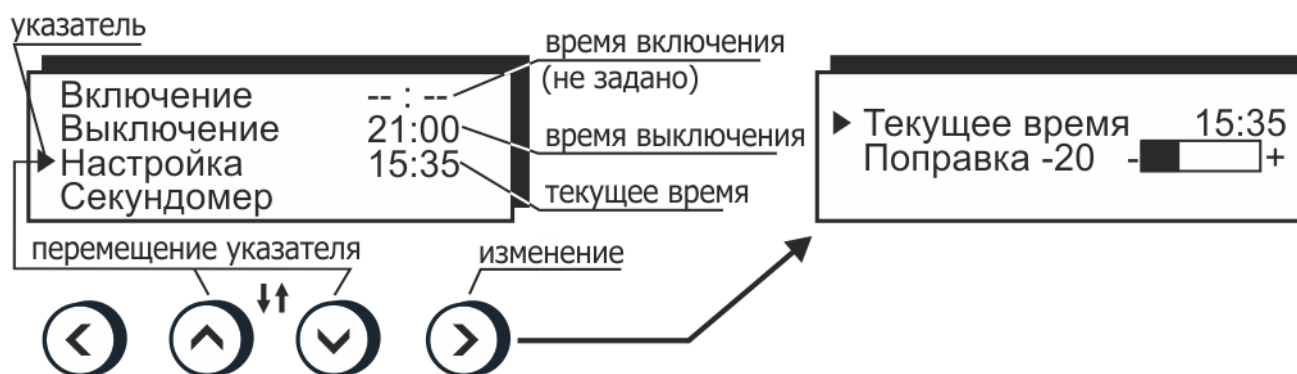 указатель
время включения
(не задано)
Включение -- : --
Выключение 21:00
время выключения
Настройка 15:35
Секундомер
текущее время
Текущее время 15:35
Поправка -20 - +
перемещение указателя
изменение